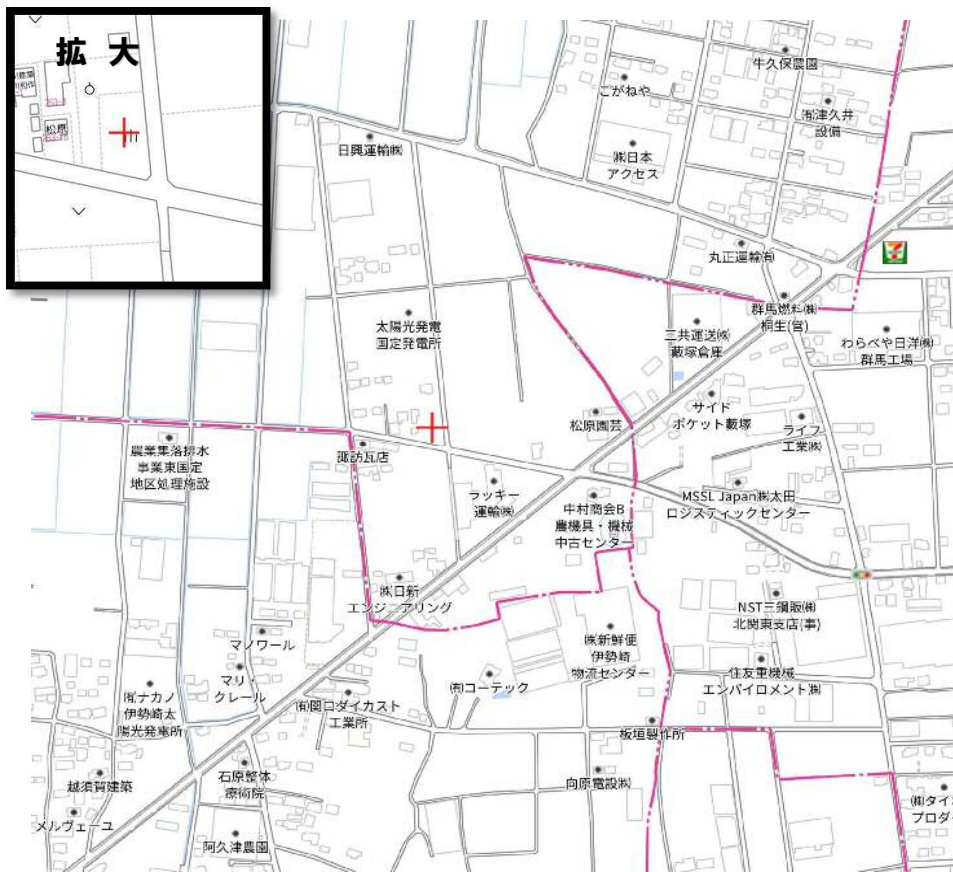 拡大
松原
牛久保農園
こがねや
㈲津久井
設備
日興運輸㈱
㈱日本
アクセス
丸正運輸㈲
群馬燃料㈱
桐生(営)
太陽光発電
国定発電所
三共運送㈱
藪塚倉庫
わらべや日洋㈱
群馬工場
サイド
ポケット藪塚
松原園芸
ライフ
工業㈱
諏訪瓦店
農業集落排水
事業東国定
地区処理施設
ラッキー
運輸㈱
中村商会B
農機具・機械
中古センター
MSSL Japan㈱太田
ロジスティックセンター
㈱日新
エンジニアリング
NST三鋼販㈱
北関東支店(事)
マノワール
㈱新鮮便
伊勢崎
物流センター
マリ・
クレール
㈲コーテック
住友重機械
エンバイロメント㈱
㈲ナカノ
伊勢崎太
陽光発電所
㈲関口ダイカスト
工業所
板垣製作所
石原整体
療術院
向原電設㈱
越須賀建築
メルヴェーユ
阿久津農園
㈱タイ
プロダ